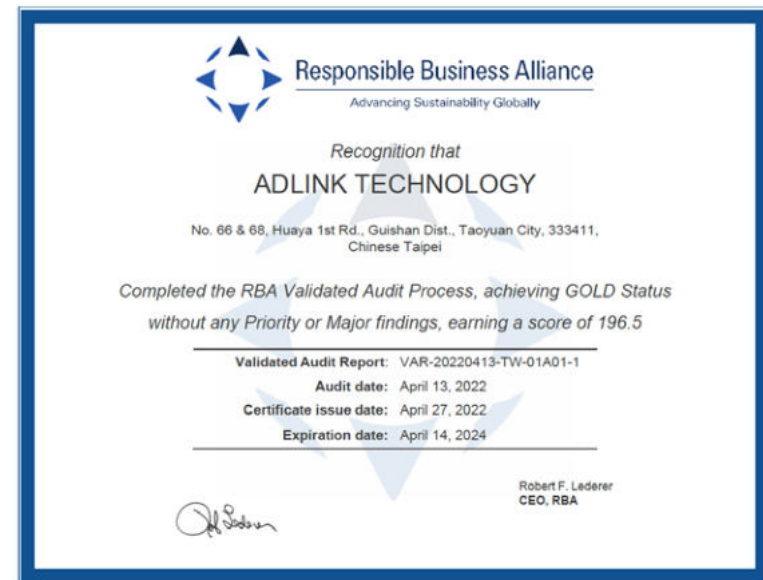 Responsible Business Alliance
Advancing Sustainability Globally
Recognition that
ADLINK TECHNOLOGY
No. 66 & 68, Huaya 1st Rd., Guishan Dist., Taoyuan City, 333411,
Chinese Taipei
Completed the RBA Validated Audit Process, achieving GOLD Status
without any Priority or Major findings, earning a score of 196.5
Validated Audit Report: VAR-20220413-TW-01A01-1
Audit date: April 13, 2022
Certificate issue date: April 27, 2022
Expiration date: April 14, 2024
Robert F. Lederer
CEO, RBA